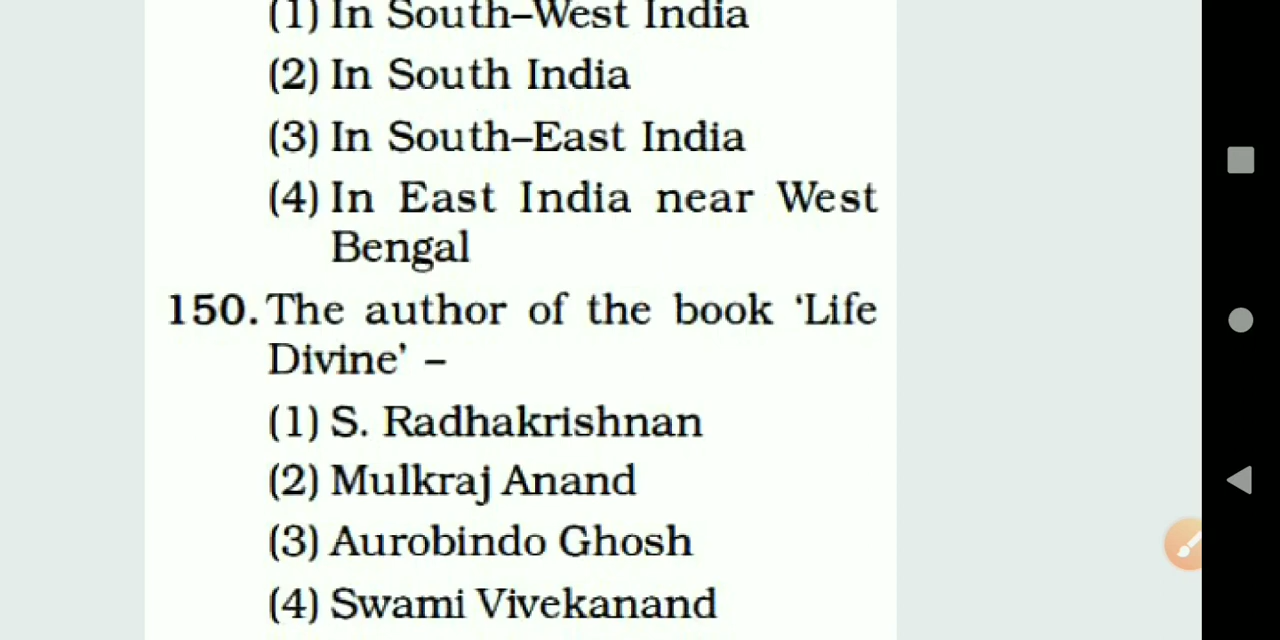 (1) In South–West India
(2) In South India
(3) In South–East India
(4) In East India near West
Bengal
150. The author of the book ‘Life
Divine’ –
(1) S. Radhakrishnan
(2) Mulkraj Anand
(3) Aurobindo Ghosh
(4) Swami Vivekanand